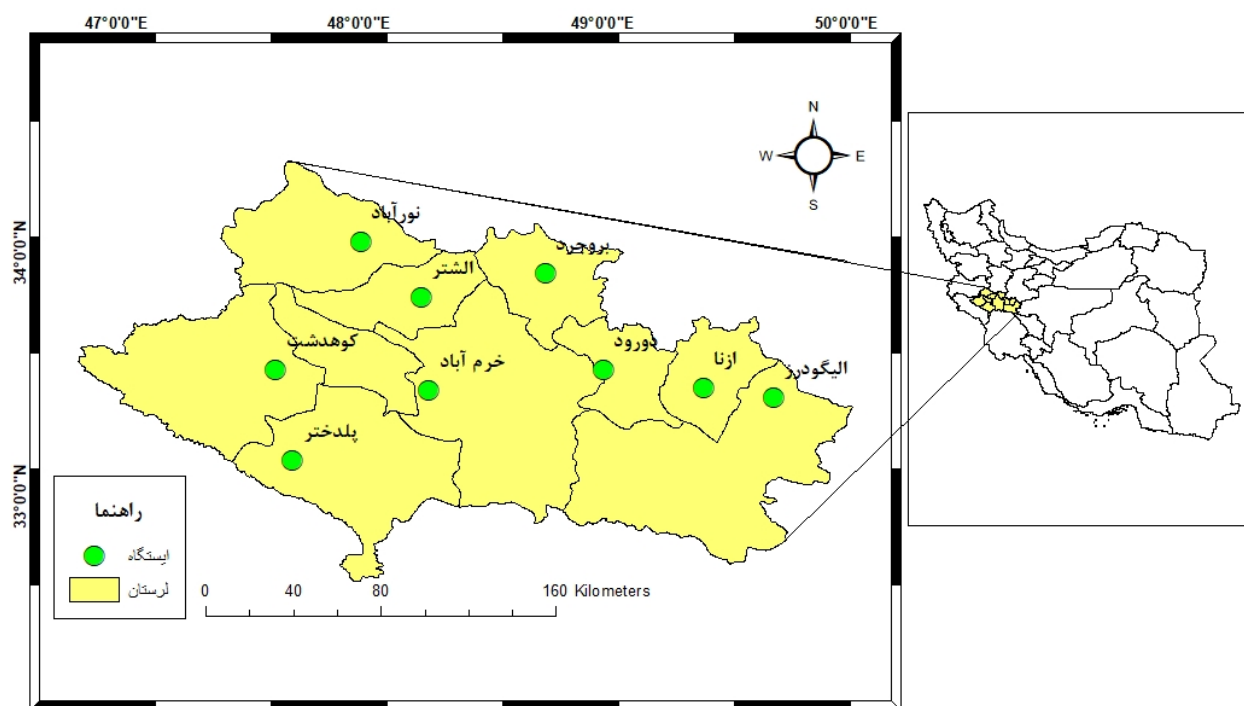 47°0'0"E 48°0'0"E 49°0'0"E 50°0'0"E
N
W E
S
34°0'0"N
33°0'0"N
نورآباد
بروجرد
الشتر
کوهدشت
خرم آباد
دورود
ازنا
الیگودرز
پلدختر
راهنما
ایستگاه
لرستان
0 40 80 160 Kilometers